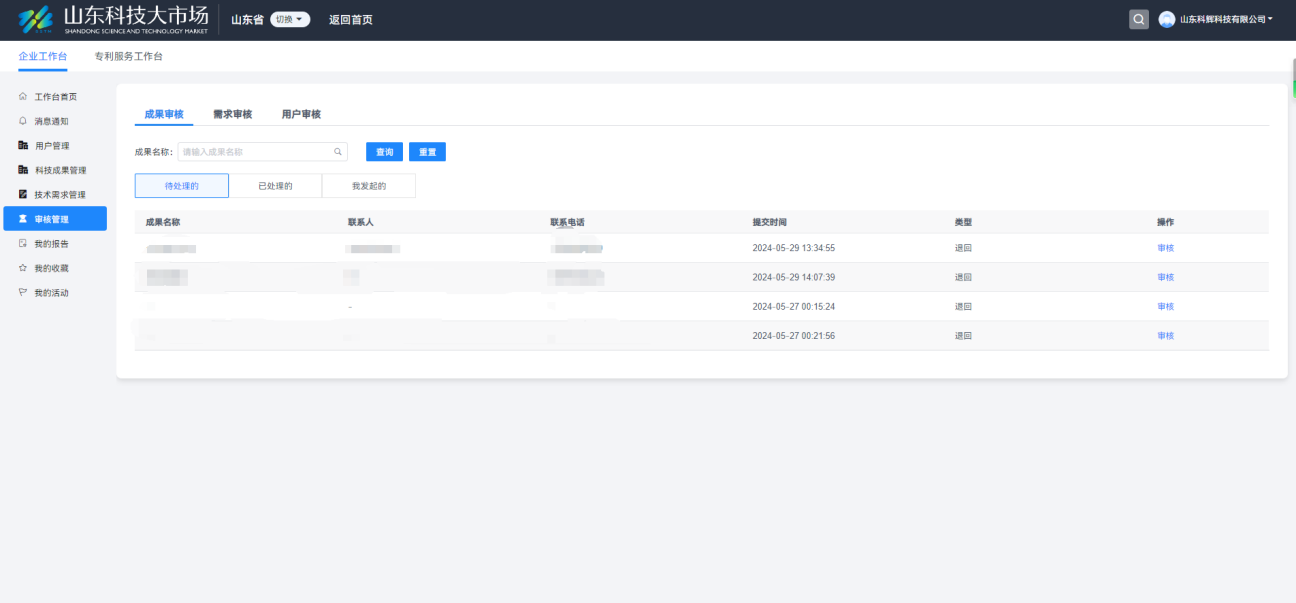 山东科技大市场 山东省 切换 返回首页 山东科辉科技有限公司
SHANDONG SCIENCE AND TECHNOLOGY MARKET
企业工作台 专利服务工作台
工作台首页
消息通知
用户管理
科技成果管理
技术需求管理
审核管理
我的报告
我的收藏
我的活动
成果审核 需求审核 用户审核
成果名称: 请输入成果名称 查询 重置
待处理的 已处理的 我发起的
成果名称 联系人 联系电话 提交时间 类型 操作
2024-05-29 13:34:55 退回 审核
2024-05-29 14:07:39 退回 审核
- 2024-05-27 00:15:24 退回 审核
2024-05-27 00:21:56 退回 审核